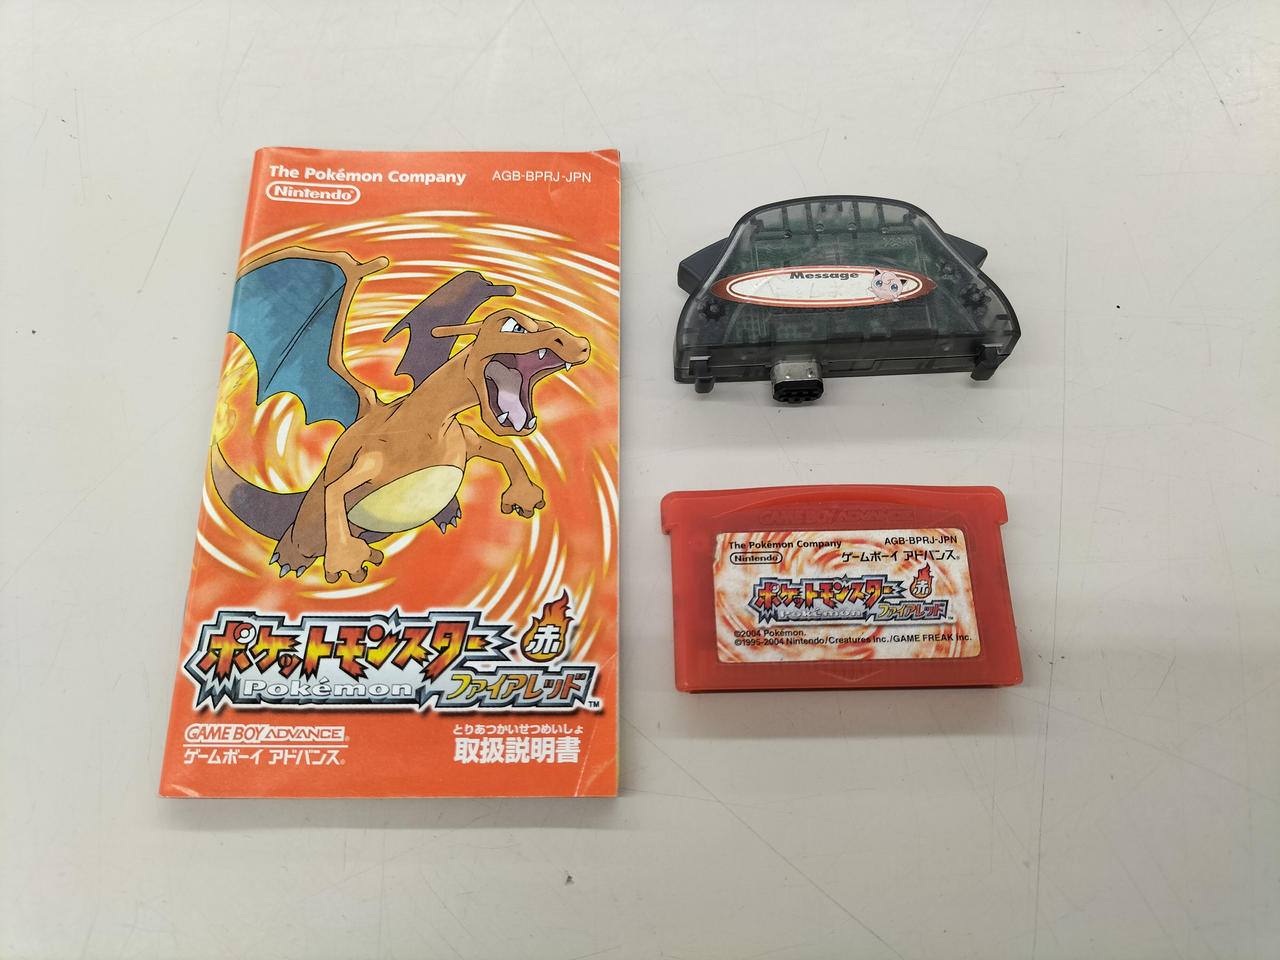 The Pokémon Company
AGB-BPRJ-JPN
Nintendo
ポケットモンスター
赤
Pokémon
ファイアレッド
TM
GAME BOY ADVANCE
ゲームボーイ アドバンス®
とりあつかいせつめいしょ
取扱説明書
Message
GAME BOY ADVANCE
The Pokémon Company
AGB-BPRJ-JPN
Nintendo
ゲームボーイ アドバンス®
ポケットモンスター
赤
Pokémon
ファイアレッド
TM
©2004 Pokémon.
©1995-2004 Nintendo/Creatures inc./GAME FREAK inc.